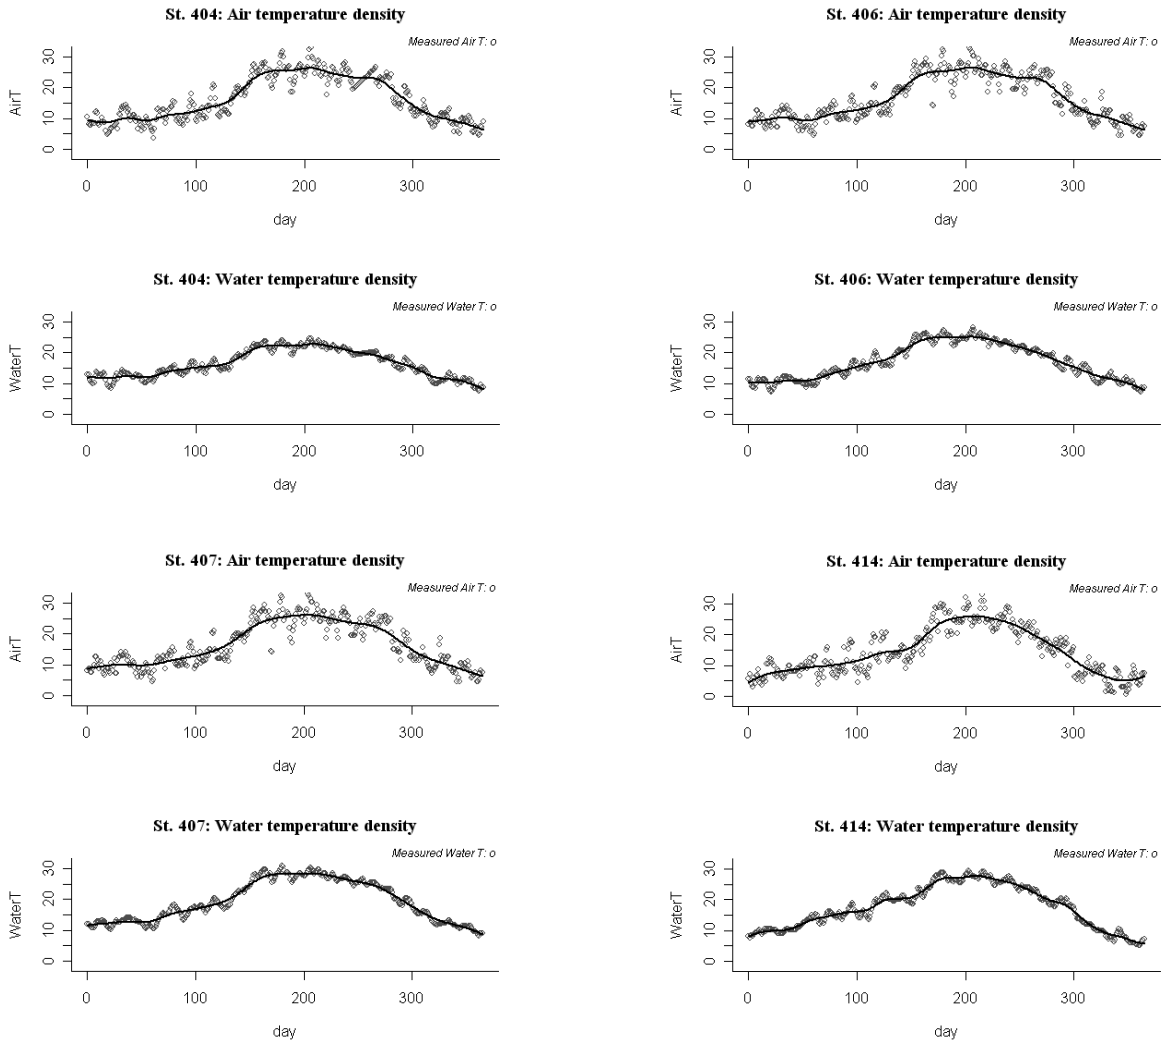 St. 404: Air temperature density
Measured Air T: o
AirT
0 10 20 30
0 100 200 300
day
St. 406: Air temperature density
Measured Air T: o
AirT
0 10 20 30
0 100 200 300
day
St. 404: Water temperature density
Measured Water T: o
WaterT
0 10 20 30
0 100 200 300
day
St. 406: Water temperature density
Measured Water T: o
WaterT
0 10 20 30
0 100 200 300
day
St. 407: Air temperature density
Measured Air T: o
AirT
0 10 20 30
0 100 200 300
day
St. 414: Air temperature density
Measured Air T: o
AirT
0 10 20 30
0 100 200 300
day
St. 407: Water temperature density
Measured Water T: o
WaterT
0 10 20 30
0 100 200 300
day
St. 414: Water temperature density
Measured Water T: o
WaterT
0 10 20 30
0 100 200 300
day